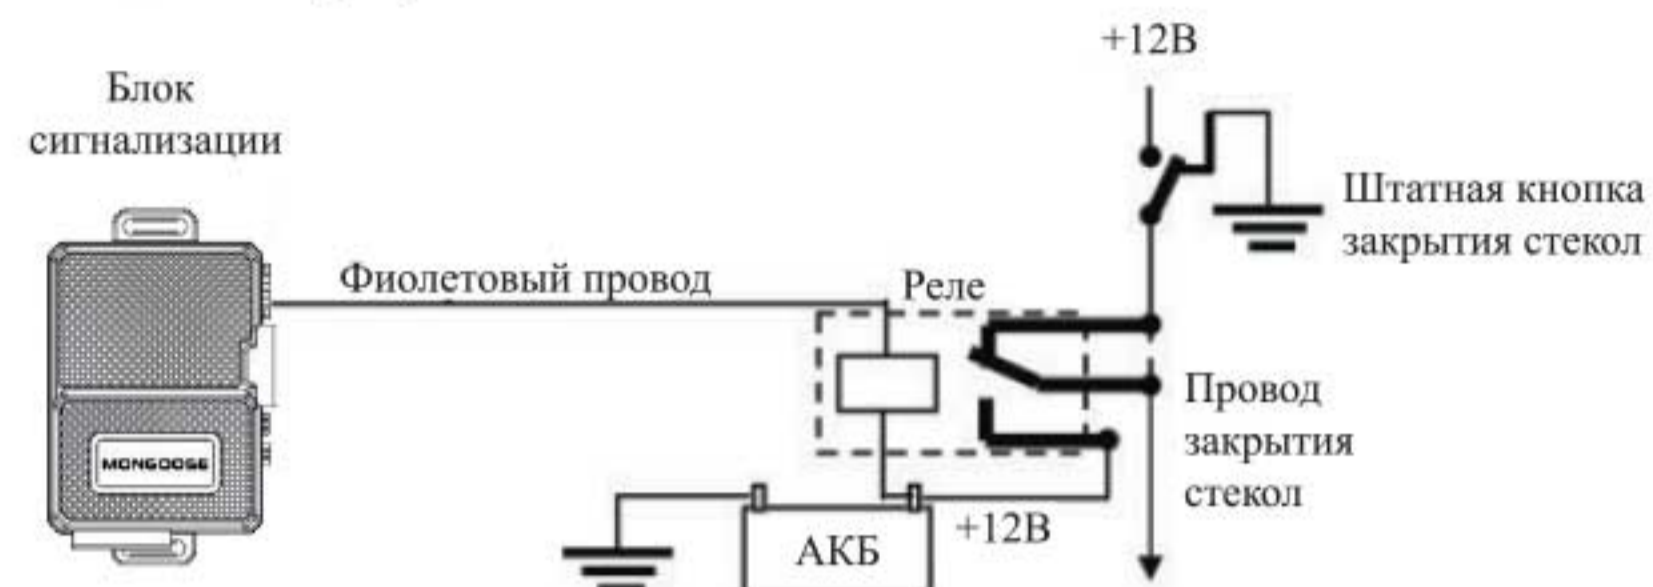 +12В
Блок
сигнализации
Штатная кнопка
закрытия стекол
Фиолетовый провод
Реле
Провод
закрытия
стекол
MONGOOSE
+12В
АКБ